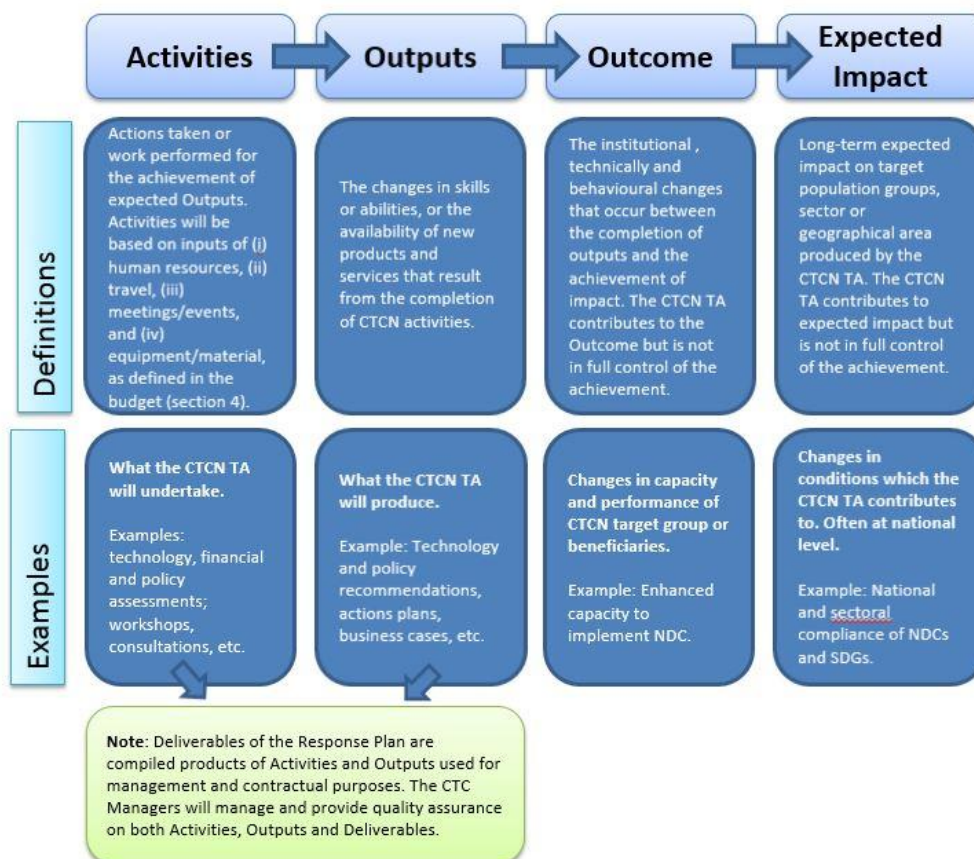 Activities
Outputs
Outcome
Expected
Impact
Definitions
Actions taken or
work performed for
the achievement of
expected Outputs.
Activities will be
based on inputs of (i)
human resources, (ii)
travel, (iii)
meetings/events,
and (iv)
equipment/material,
as defined in the
budget (section 4).
The changes in skills
or abilities, or the
availability of new
products and
services that result
from the completion
of CTCN activities.
The institutional ,
technically and
behavioural changes
that occur between
the completion of
outputs and the
achievement of
impact. The CTCN TA
contributes to the
Outcome but is not
in full control of the
achievement.
Long-term expected
impact on target
population groups,
sector or
geographical area
produced by the
CTCN TA. The CTCN
TA contributes to
expected impact but
is not in full control
of the achievement.
Examples
What the CTCN TA
will undertake.
Examples:
technology, financial
and policy
assessments;
workshops,
consultations, etc.
What the CTCN TA
will produce.
Example: Technology
and policy
recommendations,
actions plans,
business cases, etc.
Changes in capacity
and performance of
CTCN target group or
beneficiaries.
Example: Enhanced
capacity to
implement NDC.
Changes in
conditions which the
CTCN TA contributes
to. Often at national
level.
Example: National
and sectoral
compliance of NDCs
and SDGs.
Note: Deliverables of the Response Plan are
compiled products of Activities and Outputs used for
management and contractual purposes. The CTC
Managers will manage and provide quality assurance
on both Activities, Outputs and Deliverables.